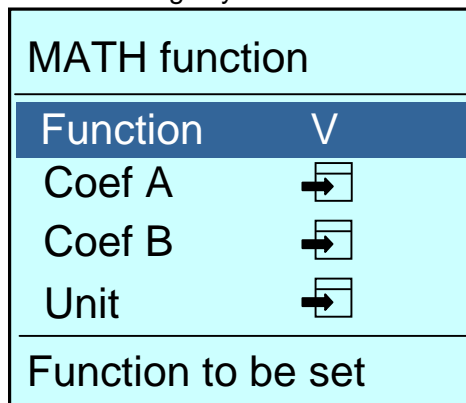 MATH function
Function V
Coef A
Coef B
Unit
Function to be set